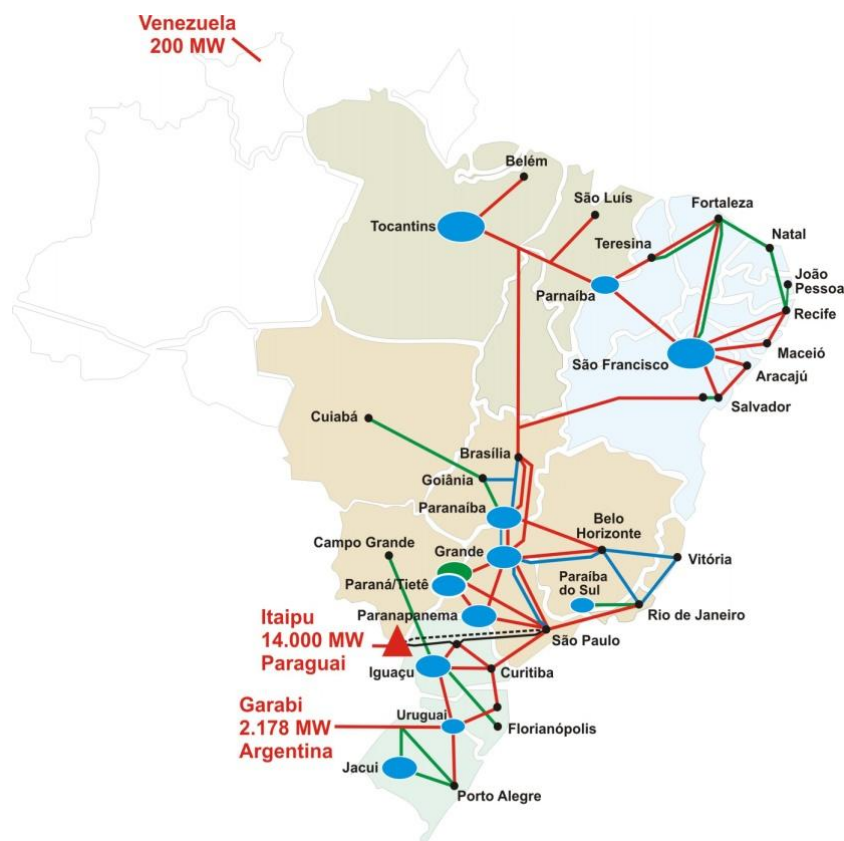 Venezuela
200 MW
Belém
São Luís
Fortaleza
Tocantins
Teresina
Natal
João
Pessoa
Parnaíba
Recife
Maceió
São Francisco
Aracajú
Salvador
Cuiabá
Brasília
Goiânia
Paranaíba
Belo
Horizonte
Campo Grande
Grande
Vitória
Paraná/Tietê
Paraíba
do Sul
Paranapanema
Rio de Janeiro
São Paulo
Itaipu
14.000 MW
Paraguai
Iguaçu
Curitiba
Garabi
2.178 MW
Argentina
Uruguai
Florianópolis
Jacui
Porto Alegre